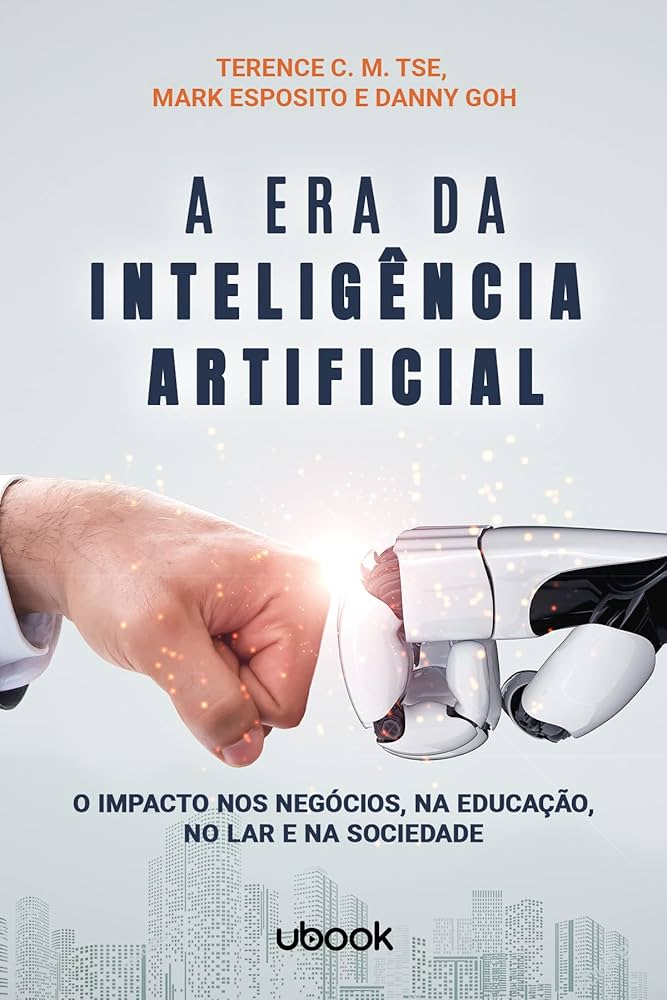 TERENCE C. M. TSE,
MARK ESPOSITO E DANNY GOH
A ERA DA
INTELIGÊNCIA
ARTIFICIAL
O IMPACTO NOS NEGÓCIOS, NA EDUCAÇÃO,
NO LAR E NA SOCIEDADE
ubook